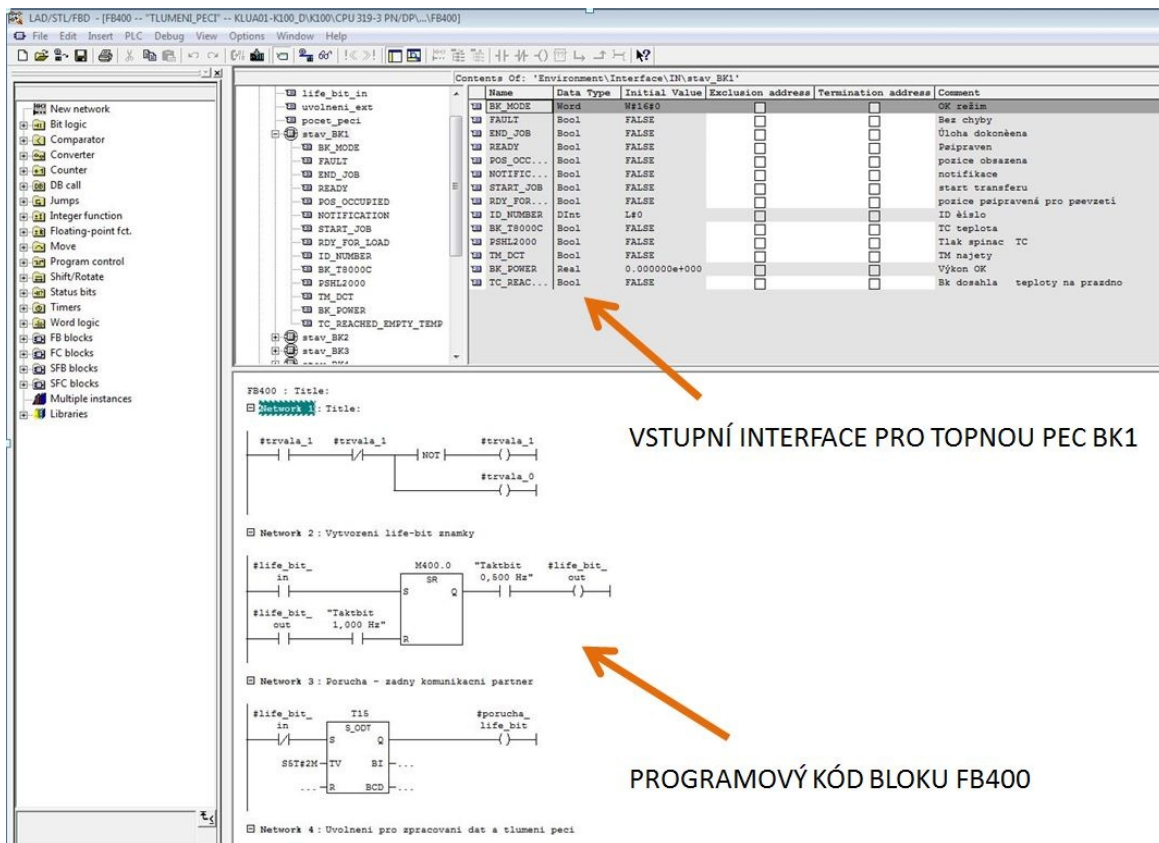 LAD/STL/FBD - [FB400 -- "TLUMENI_PECI" -- KLUA01-K100_D\K100\CPU 319-3 PN/DP\...\FB400]
File Edit Insert PLC Debug View Options Window Help
New network
Bit logic
Comparator
Converter
Counter
DB call
Jumps
Integer function
Floating-point fct.
Move
Program control
Shift/Rotate
Status bits
Timers
Word logic
FB blocks
FC blocks
SFB blocks
SFC blocks
Multiple instances
Libraries
life_bit_in
uvolneni_ext
pocet_peci
stav_BK1
BK_MODE
FAULT
END_JOB
READY
POS_OCCUPIED
NOTIFICATION
START_JOB
RDY_FOR_LOAD
ID_NUMBER
BK_T8000C
PSHL2000
TM_DCT
BK_POWER
TC_REACHED_EMPTY_TEMP
stav_BK2
stav_BK3
Contents Of: 'Environment\Interface\IN\stav_BK1'
Name Data Type Initial Value Exclusion address Termination address Comment
BK_MODE Word W#16#0 OK režim
FAULT Bool FALSE Bez chyby
END_JOB Bool FALSE Úloha dokonèena
READY Bool FALSE Pøipraven
POS_OCC... Bool FALSE pozice obsazena
NOTIFIC... Bool FALSE notifikace
START_JOB Bool FALSE start transferu
RDY_FOR... Bool FALSE pozice pøipravená pro pøevzetí
ID_NUMBER DInt L#0 ID èíslo
BK_T8000C Bool FALSE TC teplota
PSHL2000 Bool FALSE Tlak spinac TC
TM_DCT Bool FALSE TM najety
BK_POWER Real 0.000000e+000 Výkon OK
TC_REAC... Bool FALSE Bk dosahla teploty na prazdno
VSTUPNÍ INTERFACE PRO TOPNOU PEC BK1
FB400 : Title:
Network 1: Title:
#trvala_1 #trvala_1 #trvala_1
NOT
#trvala_0
Network 2 : Vytvoreni life-bit znamky
#life_bit_ M400.0 "Taktbit #life_bit_
in SR 0,500 Hz" out
S Q
#life_bit_ "Taktbit
out 1,000 Hz"
R
Network 3 : Porucha - zadny komunikacni partner
#life_bit_ T15 #porucha_
in S_ODT life_bit
S Q
S5T#2M TV BI ...
... R BCD ...
PROGRAMOVÝ KÓD BLOKU FB400
Network 4 : Uvolneni pro zpracovani dat a tlumeni peci